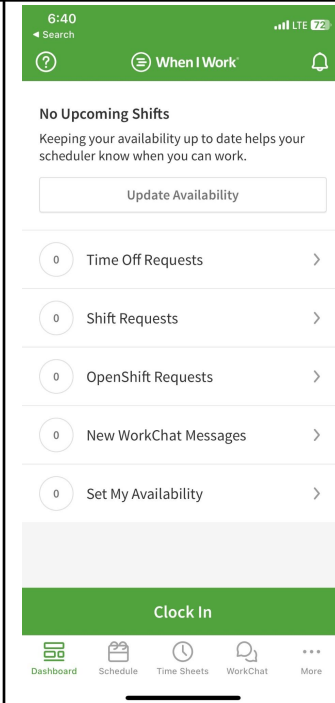 6:40
LTE 72
◄ Search
?
When I Work
No Upcoming Shifts
Keeping your availability up to date helps your
scheduler know when you can work.
Update Availability
0 Time Off Requests
0 Shift Requests
0 OpenShift Requests
0 New WorkChat Messages
0 Set My Availability
Clock In
Dashboard Schedule Time Sheets WorkChat More